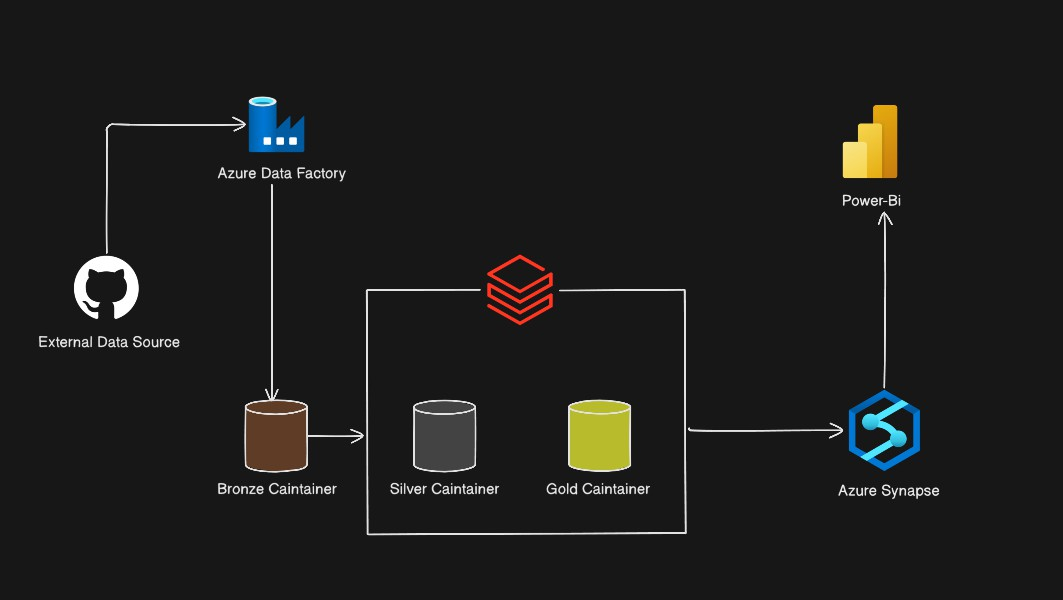 Azure Data Factory
Power-Bi
External Data Source
Bronze Caintainer
Silver Caintainer
Gold Caintainer
Azure Synapse